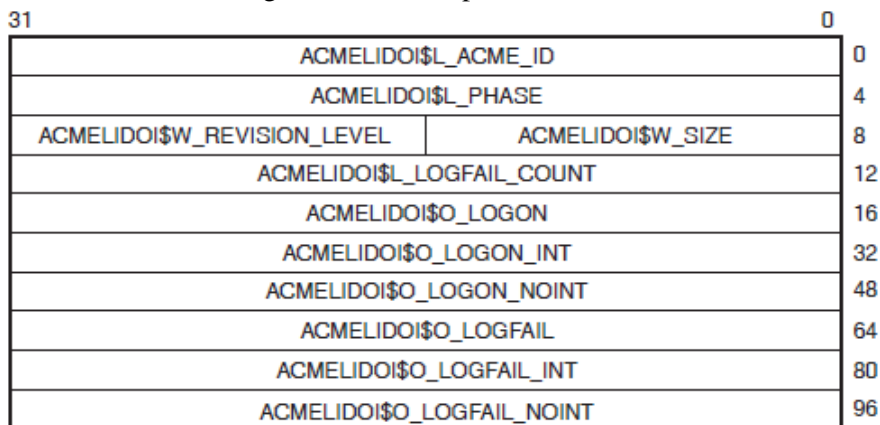 31 0
ACMELIDOI$L_ACME_ID 0
ACMELIDOI$L_PHASE 4
ACMELIDOI$W_REVISION_LEVEL ACMELIDOI$W_SIZE 8
ACMELIDOI$L_LOGFAIL_COUNT 12
ACMELIDOI$O_LOGON 16
ACMELIDOI$O_LOGON_INT 32
ACMELIDOI$O_LOGON_NOINT 48
ACMELIDOI$O_LOGFAIL 64
ACMELIDOI$O_LOGFAIL_INT 80
ACMELIDOI$O_LOGFAIL_NOINT 96